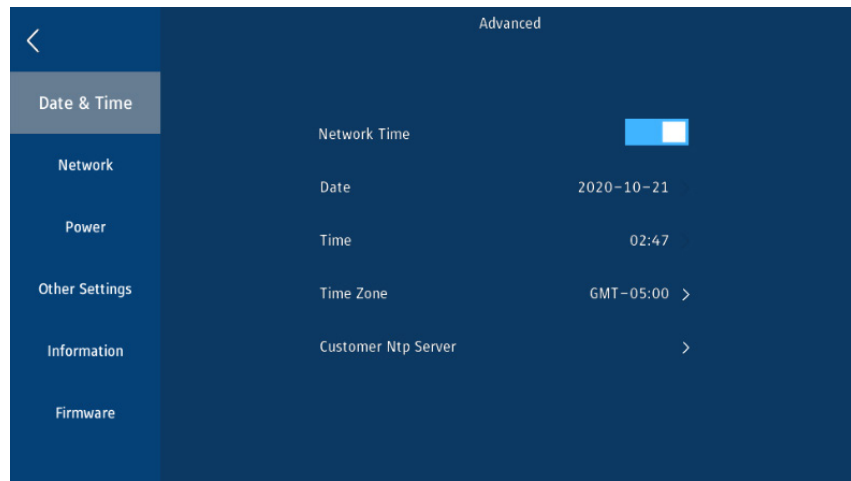 Advanced
Date & Time
Network
Power
Other Settings
Information
Firmware
Network Time
Date 2020-10-21
Time 02:47
Time Zone GMT-05:00
Customer Ntp Server